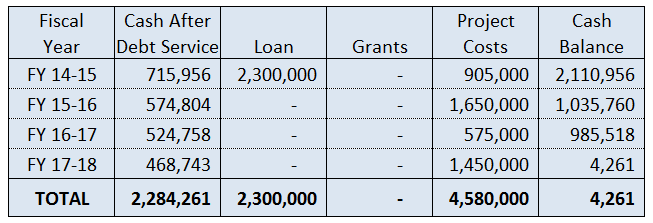 Fiscal Year Cash After Debt Service Loan Grants Project Costs Cash Balance
FY 14-15 715,956 2,300,000 - 905,000 2,110,956
FY 15-16 574,804 - - 1,650,000 1,035,760
FY 16-17 524,758 - - 575,000 985,518
FY 17-18 468,743 - - 1,450,000 4,261
TOTAL 2,284,261 2,300,000 - 4,580,000 4,261